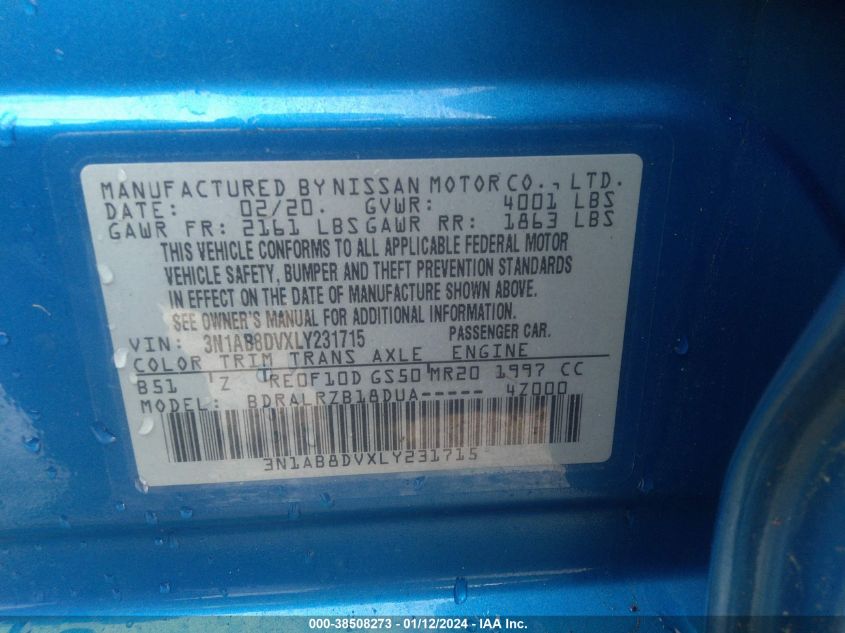 MANUFACTURED BY NISSAN MOTOR CO., LTD.
DATE: 02/20. GVWR: 4001 LBS
GAWR FR: 2161 LBS GAWR RR: 1863 LBS
THIS VEHICLE CONFORMS TO ALL APPLICABLE FEDERAL MOTOR
VEHICLE SAFETY, BUMPER AND THEFT PREVENTION STANDARDS
IN EFFECT ON THE DATE OF MANUFACTURE SHOWN ABOVE.
SEE OWNER'S MANUAL FOR ADDITIONAL INFORMATION.
VIN: 3N1AB8DVXLY231715 PASSENGER CAR.
COLOR TRIM TRANS AXLE ENGINE
B51 Z RE0F10D GS50 MR20 1997 CC
MODEL: BDRALRZB18DUA----- 4Z000
3N1AB8DVXLY231715
000-38508273 - 01/12/2024 - IAA Inc.